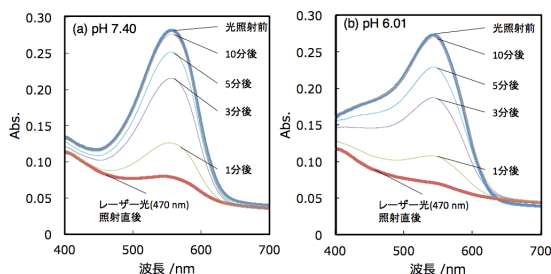 (a) pH 7.40
光照射前
10分後
5分後
3分後
1分後
レーザー光(470 nm)
照射直後
Abs.
0.30
0.25
0.20
0.15
0.10
0.05
0
400
500
600
700
波長 /nm
(b) pH 6.01
光照射前
10分後
5分後
3分後
1分後
レーザー光(470 nm)
照射直後
Abs.
0.30
0.25
0.20
0.15
0.10
0.05
0
400
500
600
700
波長 /nm